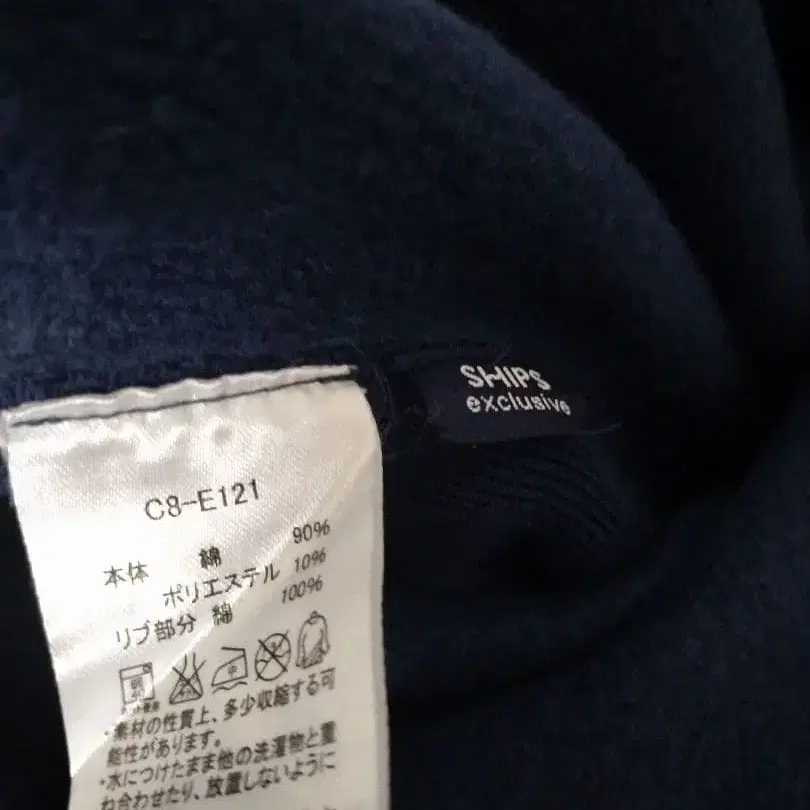 SHIPS
exclusive
C8-E121
本体 綿 90%
ポリエステル 10%
リブ部分 綿 100%
中
・素材の性質上、多少収縮する可
能性があります。
・水につけたまま他の洗濯物と重
ね合わせたり、放置しないように